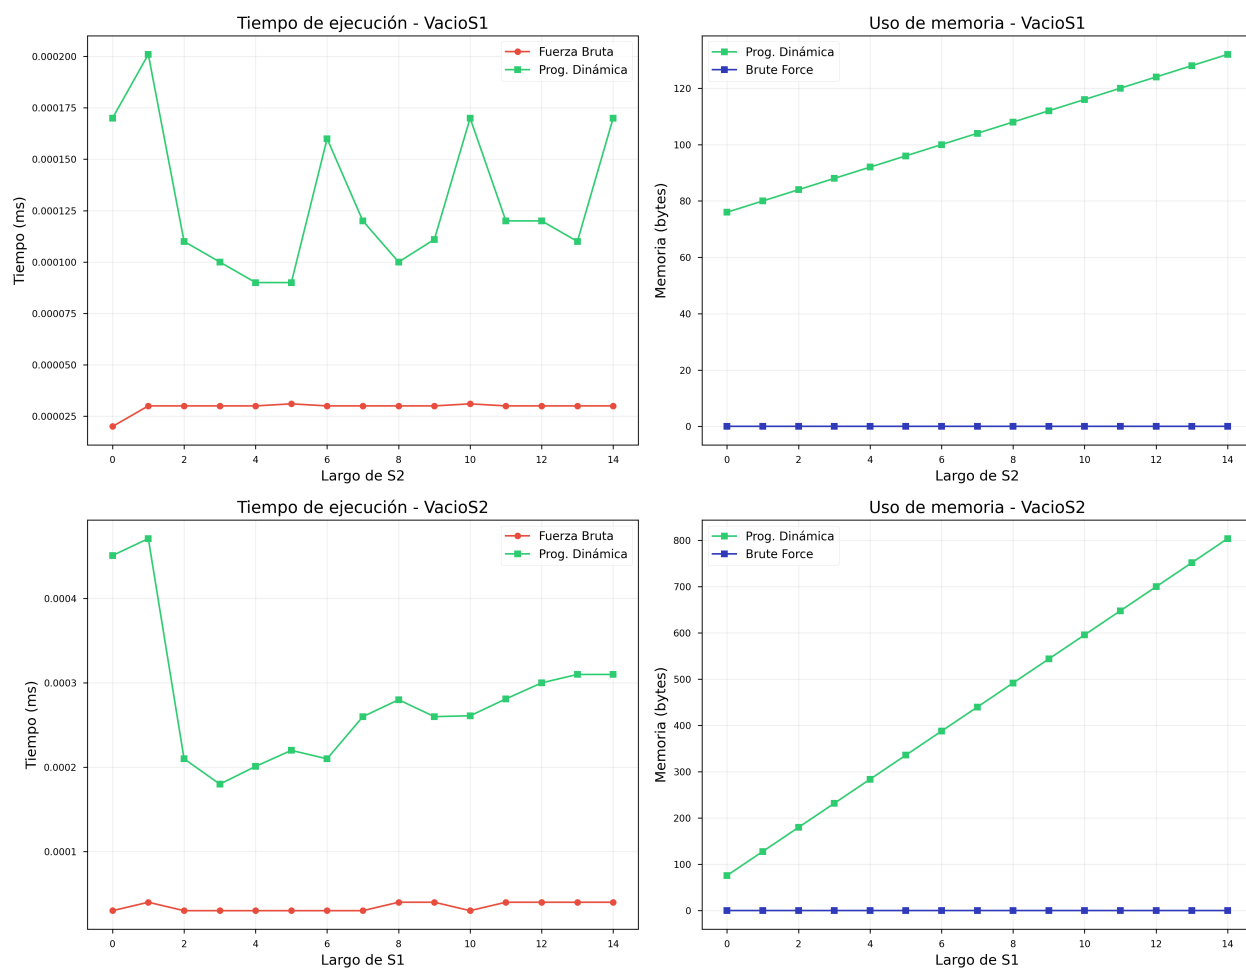 Tiempo de ejecución - VacioS1
Fuerza Bruta
Prog. Dinámica
0.000200
0.000175
0.000150
0.000125
0.000100
0.000075
0.000050
0.000025
Tiempo (ms)
0 2 4 6 8 10 12 14
Largo de S2
Uso de memoria - VacioS1
Prog. Dinámica
Brute Force
120
100
80
60
40
20
0
Memoria (bytes)
0 2 4 6 8 10 12 14
Largo de S2
Tiempo de ejecución - VacioS2
Fuerza Bruta
Prog. Dinámica
0.0004
0.0003
0.0002
0.0001
Tiempo (ms)
0 2 4 6 8 10 12 14
Largo de S1
Uso de memoria - VacioS2
Prog. Dinámica
Brute Force
800
700
600
500
400
300
200
100
0
Memoria (bytes)
0 2 4 6 8 10 12 14
Largo de S1